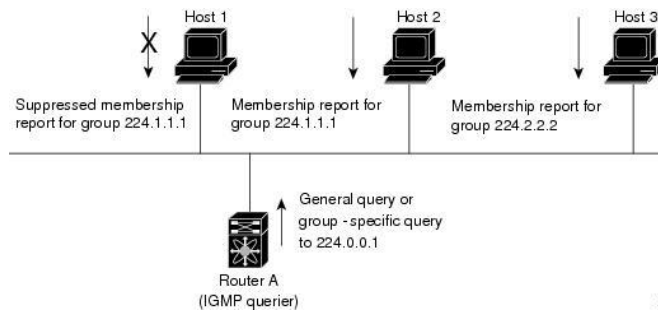 Host 1
Host 2
Host 3
X
Suppressed membership
report for group 224.1.1.1
Membership report for
group 224.1.1.1
Membership report for
group 224.2.2.2
General query or
group - specific query
to 224.0.0.1
Router A
(IGMP querier)